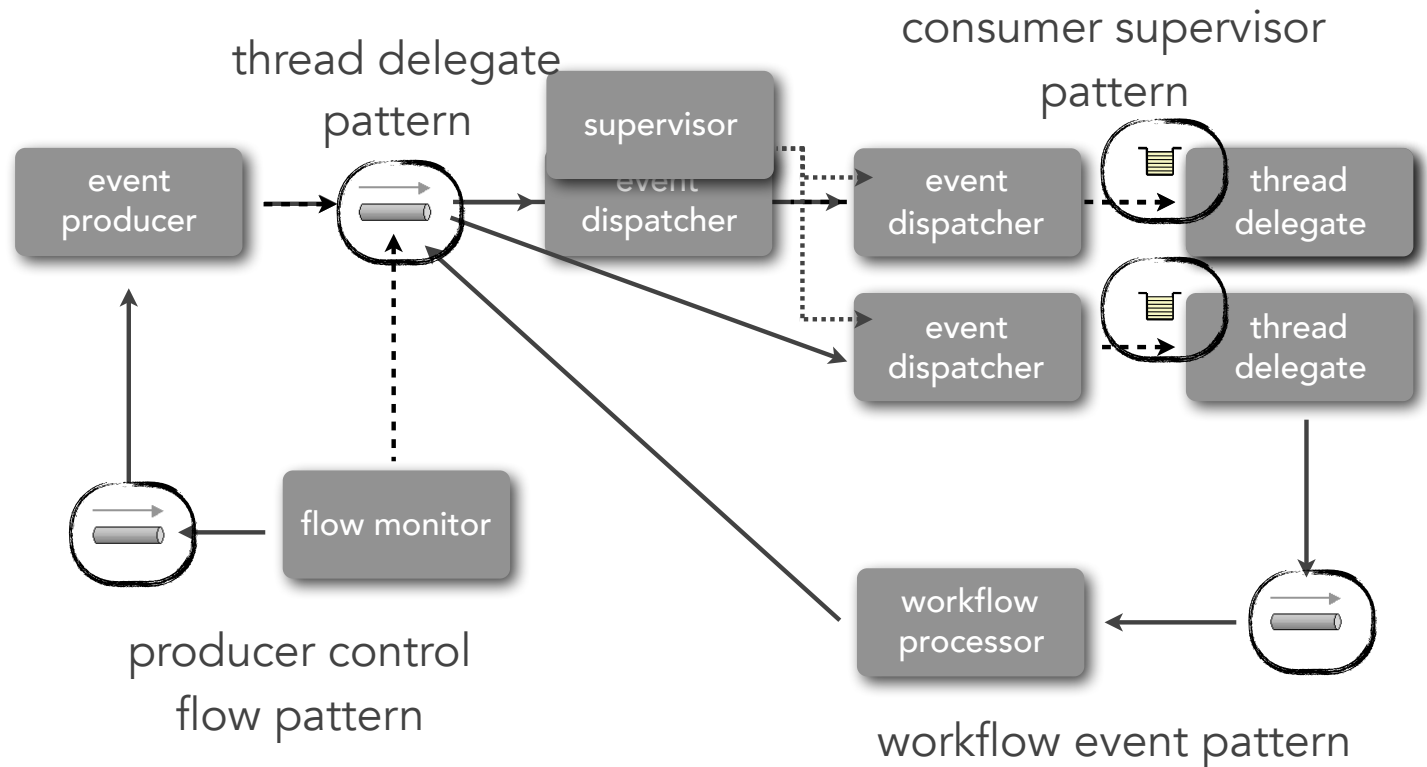 consumer supervisor
pattern
thread delegate
pattern
supervisor
event
producer
event
dispatcher
event
dispatcher
thread
delegate
event
dispatcher
thread
delegate
flow monitor
workflow
processor
producer control
flow pattern
workflow event pattern